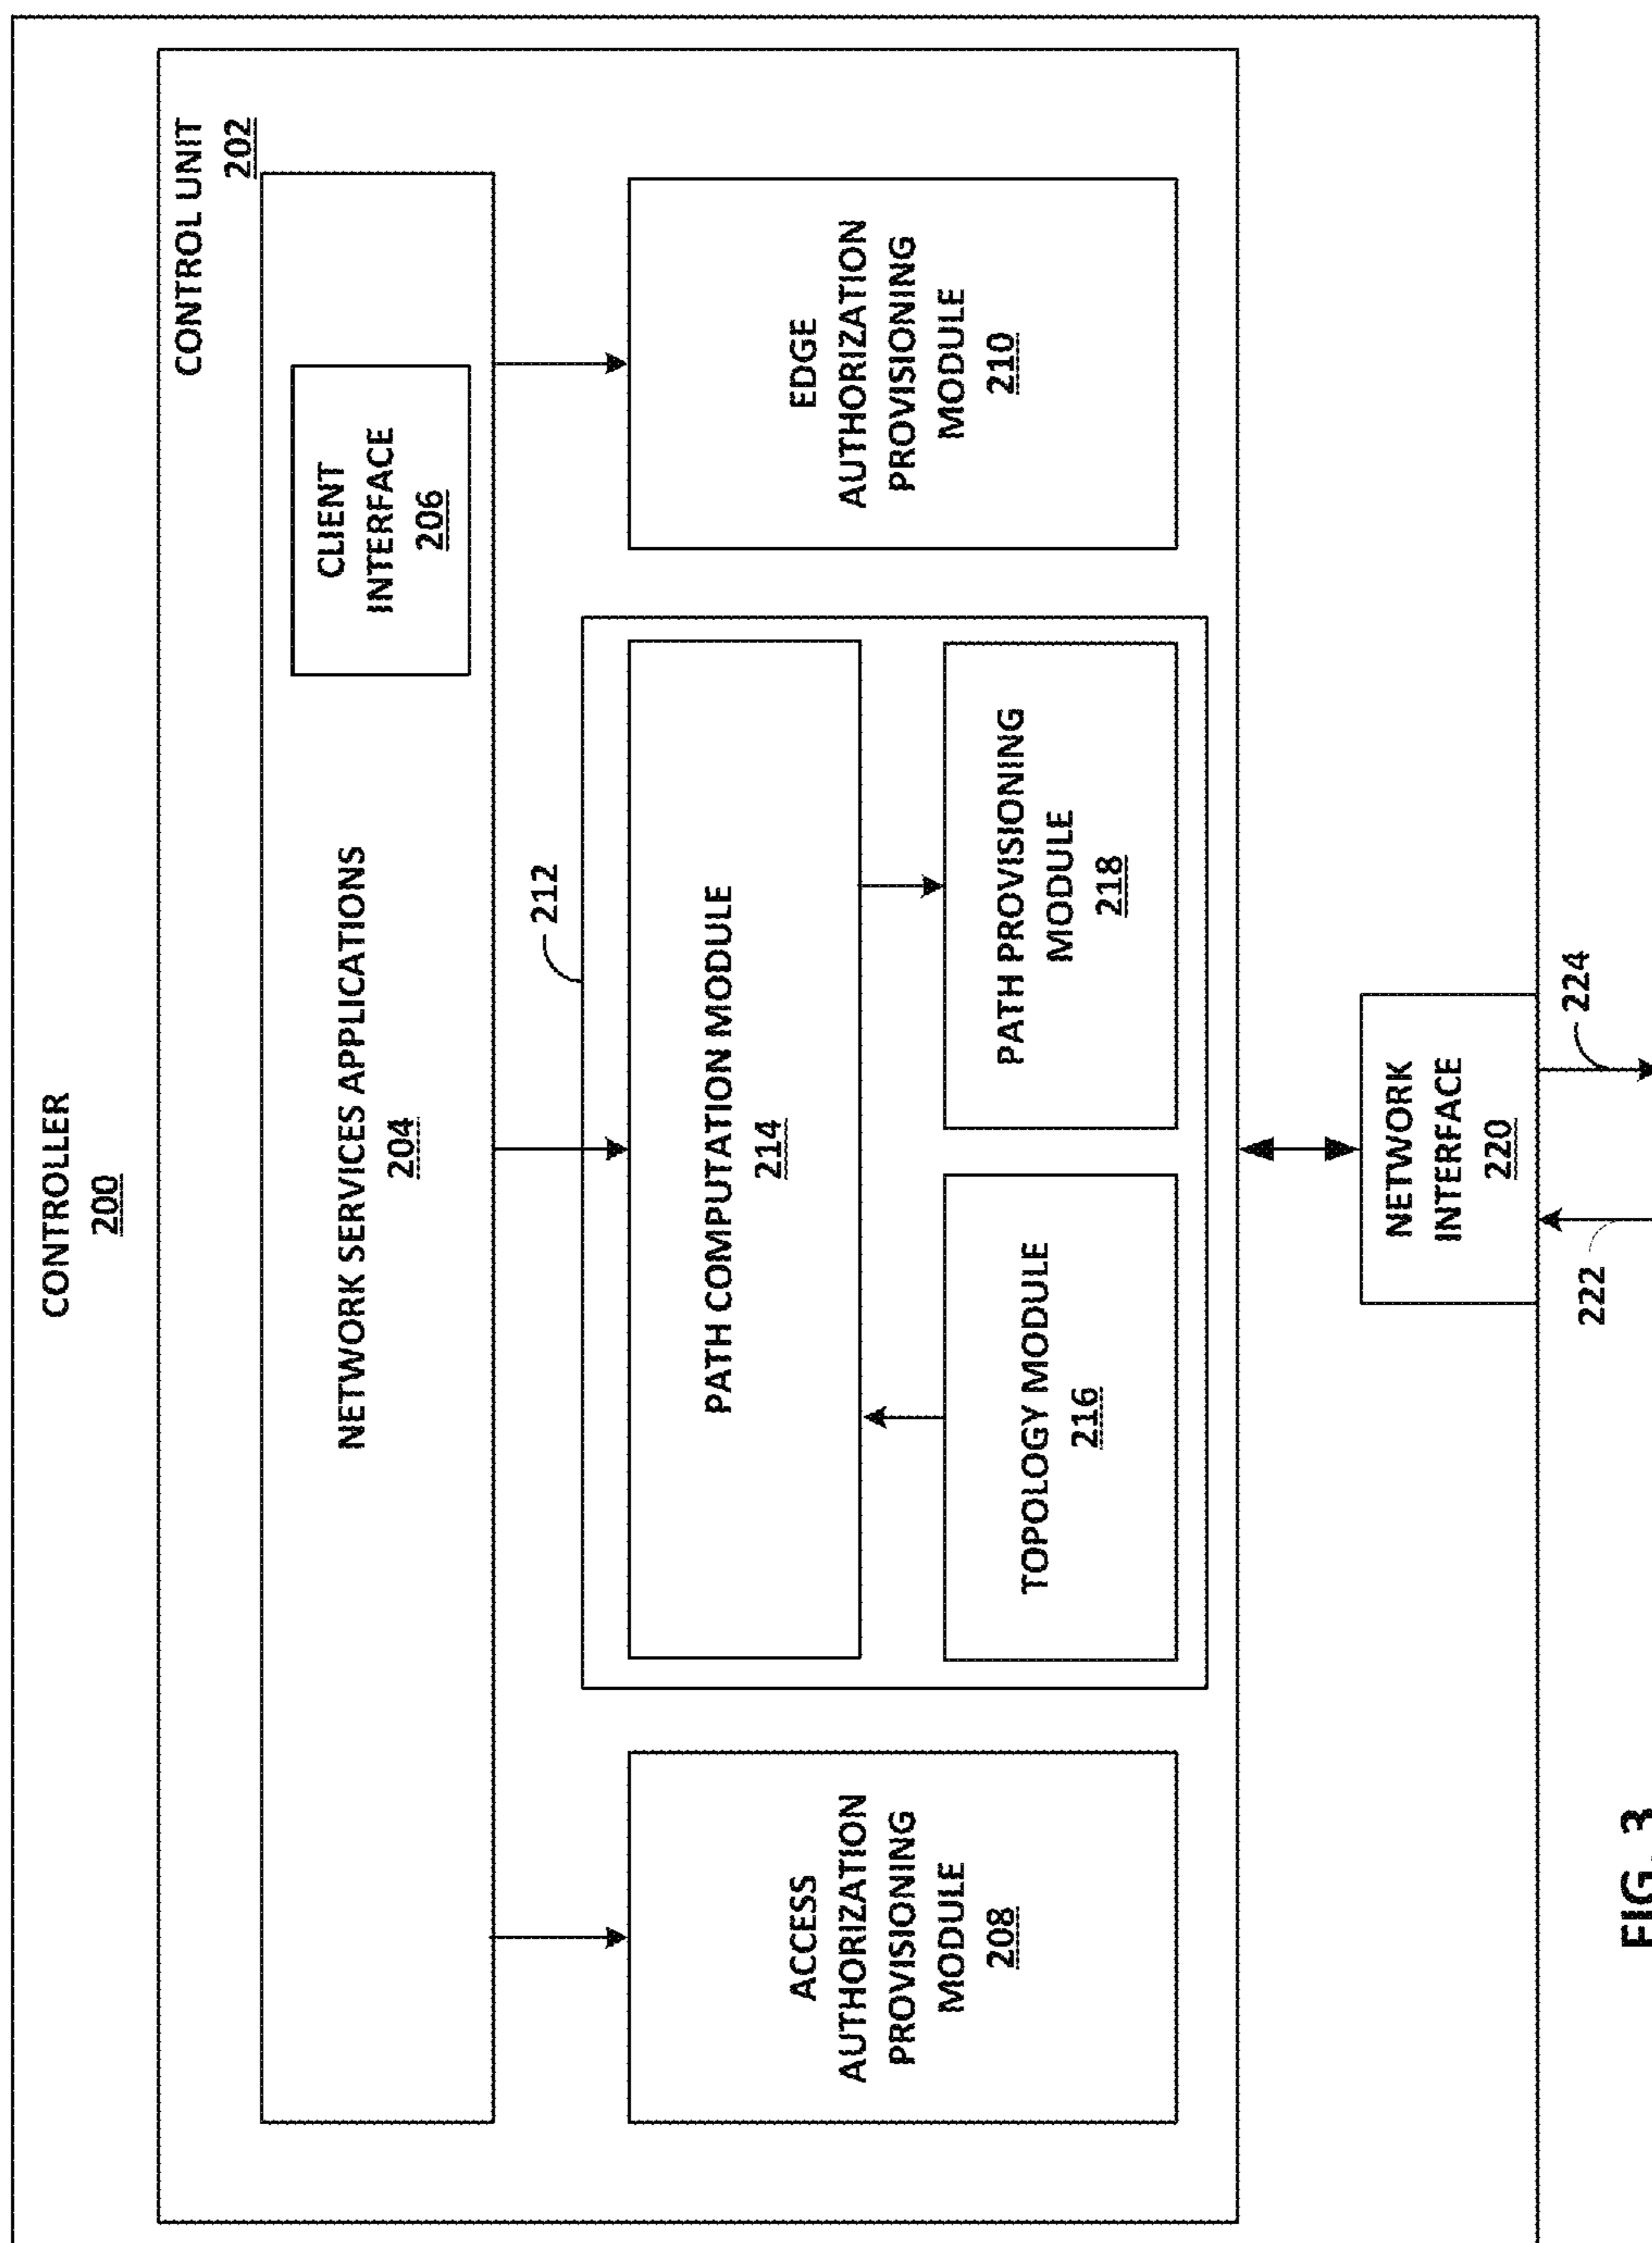 CONTROLLER
200
CONTROL UNIT
202
NETWORK SERVICES APPLICATIONS
204
CLIENT
INTERFACE
206
ACCESS
AUTHORIZATION
PROVISIONING
MODULE
208
212
PATH COMPUTATION MODULE
214
TOPOLOGY MODULE
216
PATH PROVISIONING
MODULE
218
EDGE
AUTHORIZATION
PROVISIONING
MODULE
210
NETWORK
INTERFACE
220
222
224
FIG. 3